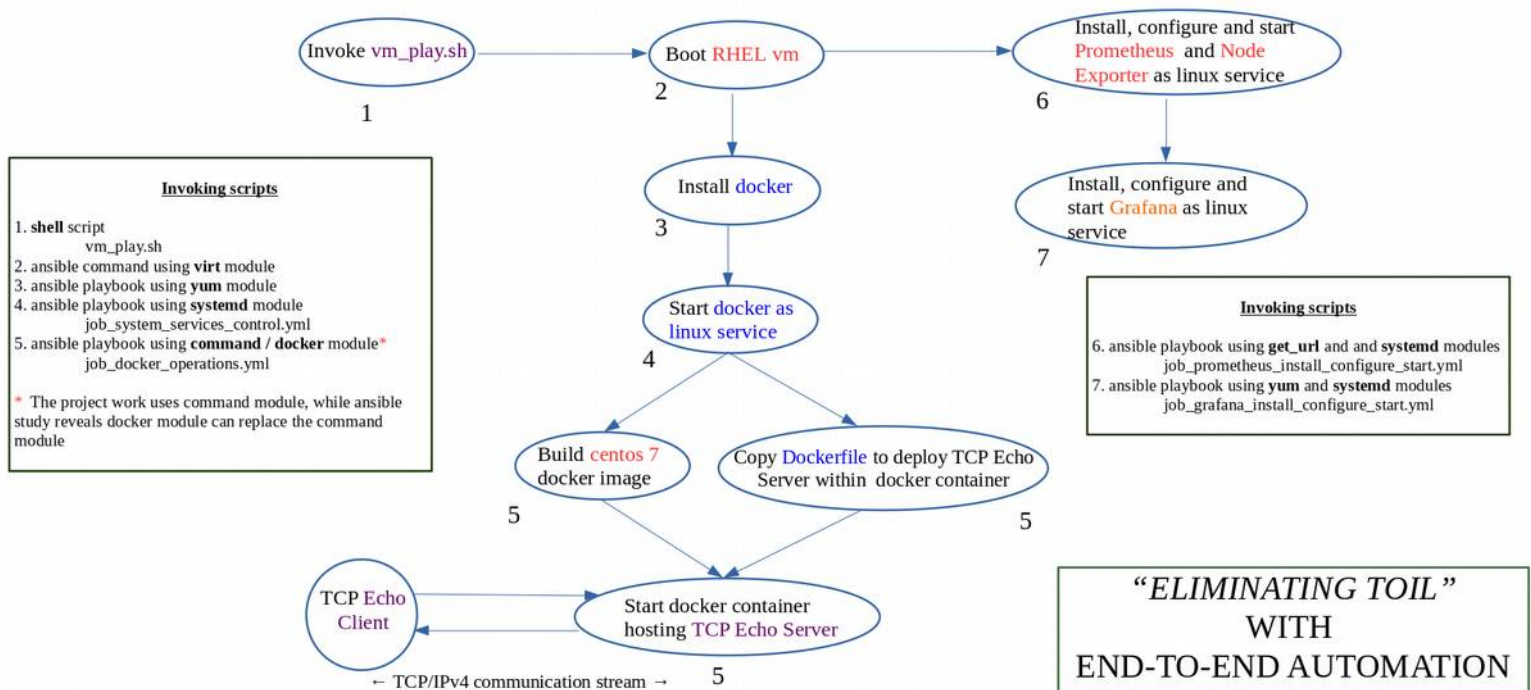 Invoke vm_play.sh
1
Boot RHEL vm
2
Install, configure and start
Prometheus and Node
Exporter as linux service
6
Install docker
3
Install, configure and
start Grafana as linux
service
7
Invoking scripts
1. shell script
vm_play.sh
2. ansible command using virt module
3. ansible playbook using yum module
4. ansible playbook using systemd module
job_system_services_control.yml
5. ansible playbook using command / docker module*
job_docker_operations.yml
* The project work uses command module, while ansible
study reveals docker module can replace the command
module
Start docker as
linux service
4
Invoking scripts
6. ansible playbook using get_url and and systemd modules
job_prometheus_install_configure_start.yml
7. ansible playbook using yum and systemd modules
job_grafana_install_configure_start.yml
Build centos 7
docker image
5
Copy Dockerfile to deploy TCP Echo
Server within docker container
5
TCP Echo
Client
Start docker container
hosting TCP Echo Server
5
← TCP/IPv4 communication stream →
“ELIMINATING TOIL”
WITH
END-TO-END AUTOMATION